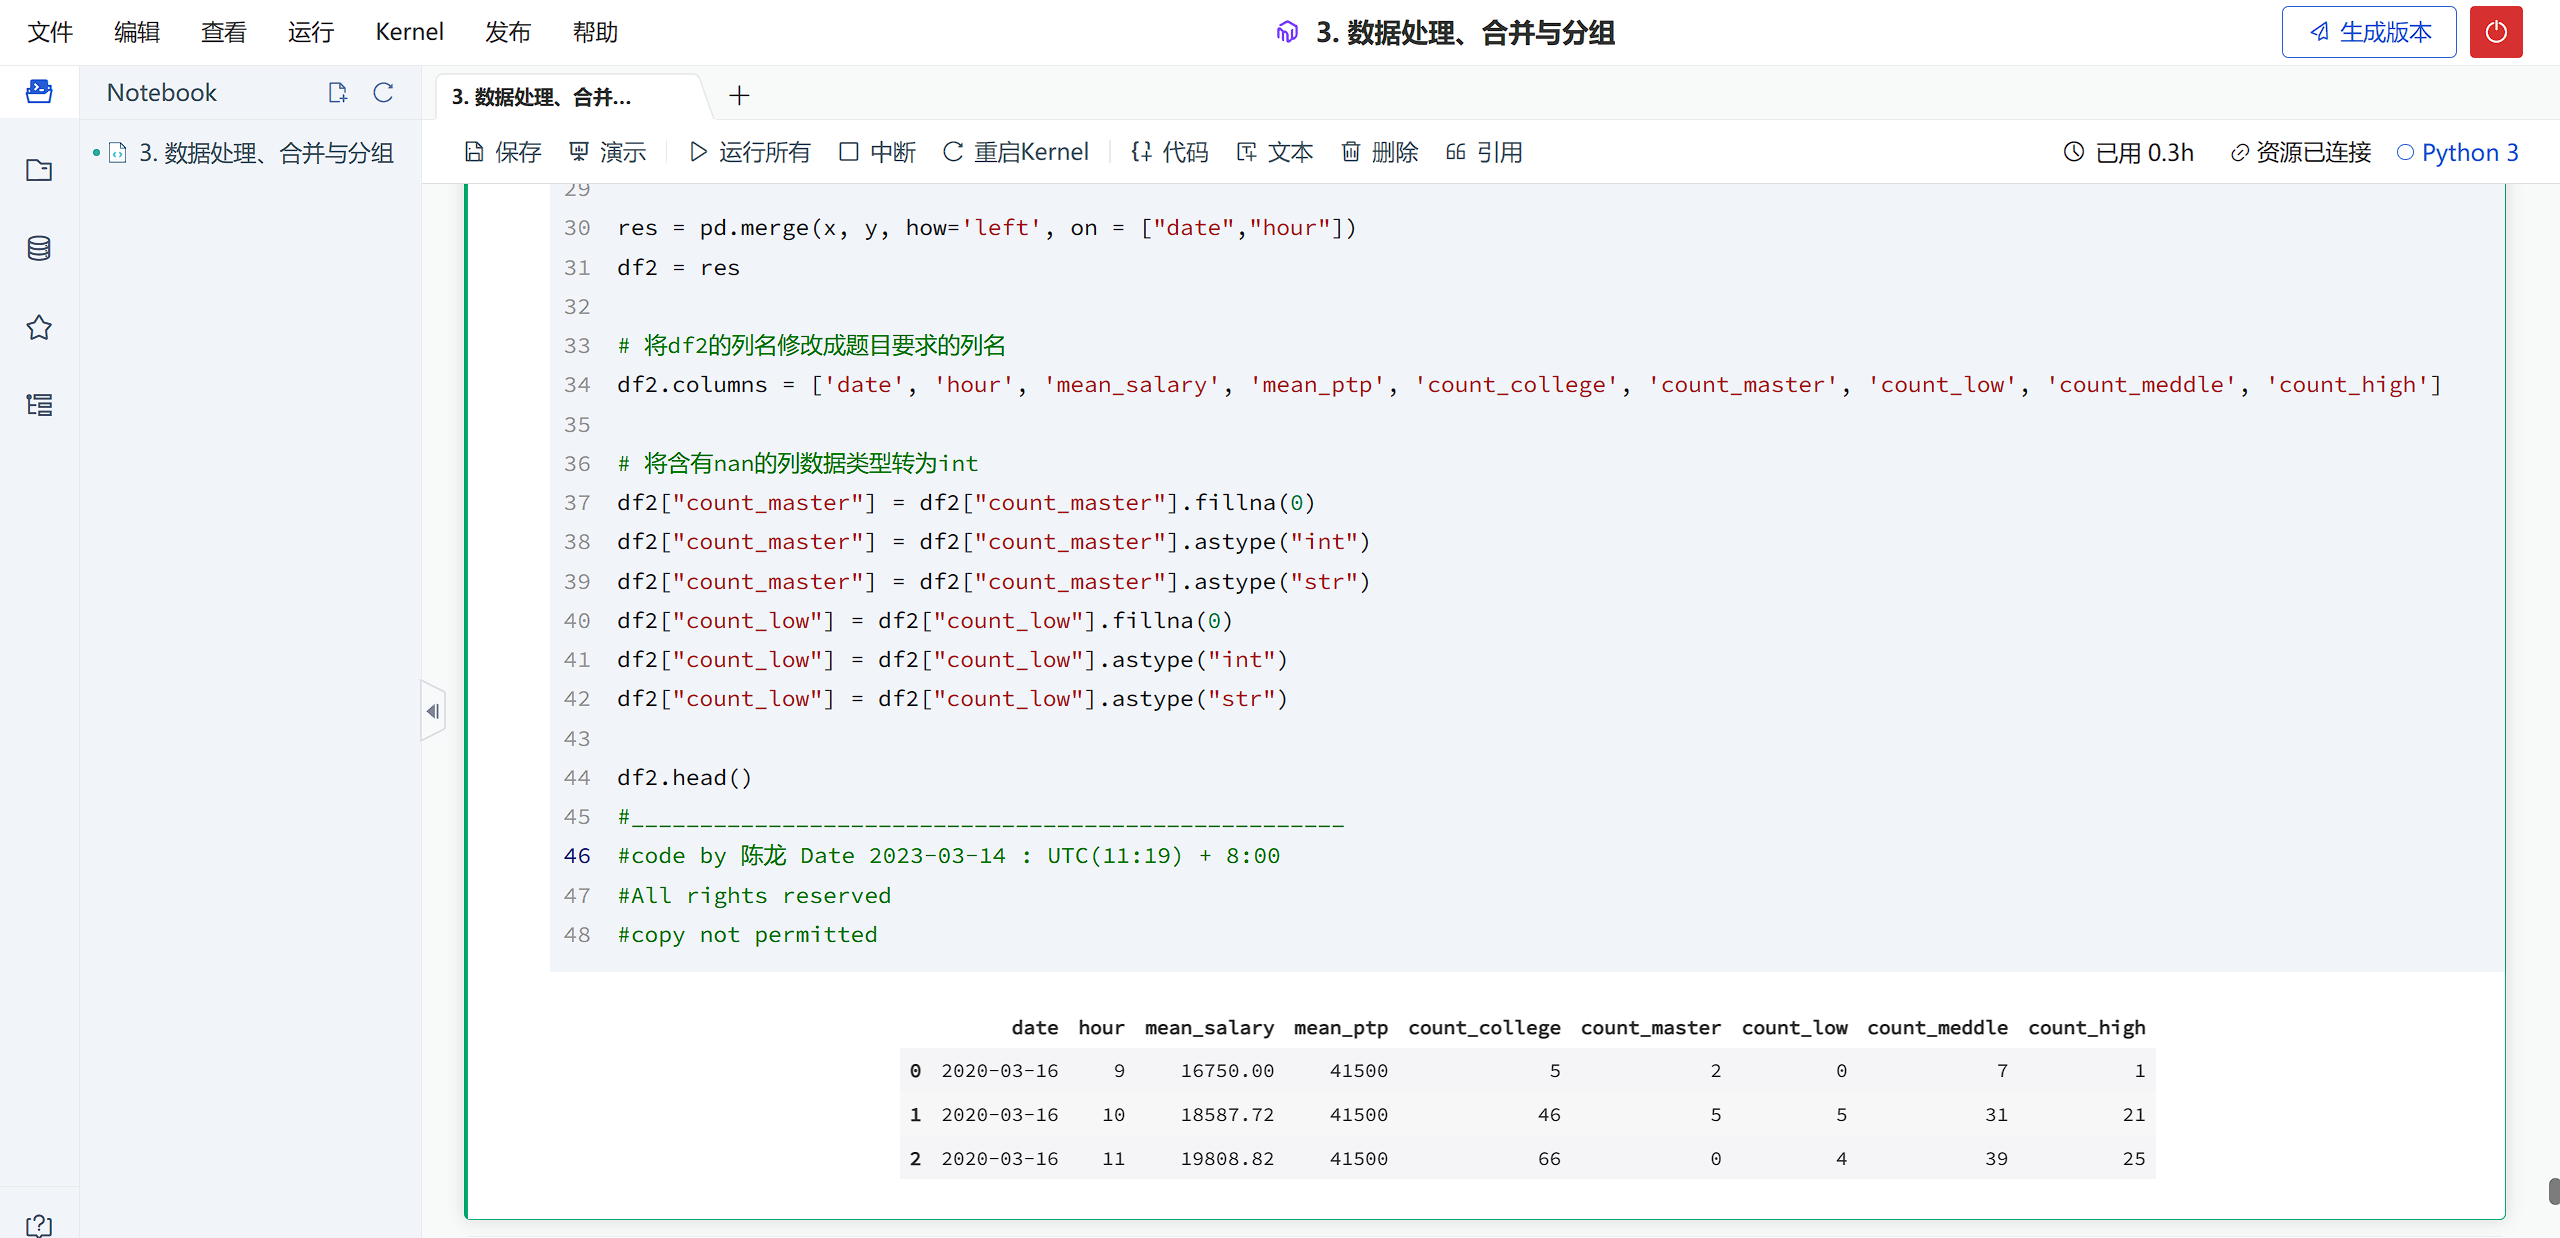 文件 编辑 查看 运行 Kernel 发布 帮助
3. 数据处理、合并与分组
生成版本
Notebook
3. 数据处理、合并...
3. 数据处理、合并与分组
保存 演示 运行所有 中断 重启Kernel 代码 文本 删除 引用
已用 0.3h 资源已连接 Python 3
29
30 res = pd.merge(x, y, how='left', on = ["date","hour"])
31 df2 = res
32
33 # 将df2的列名修改成题目要求的列名
34 df2.columns = ['date', 'hour', 'mean_salary', 'mean_ptp', 'count_college', 'count_master', 'count_low', 'count_meddle', 'count_high']
35
36 # 将含有nan的列数据类型转为int
37 df2["count_master"] = df2["count_master"].fillna(0)
38 df2["count_master"] = df2["count_master"].astype("int")
39 df2["count_master"] = df2["count_master"].astype("str")
40 df2["count_low"] = df2["count_low"].fillna(0)
41 df2["count_low"] = df2["count_low"].astype("int")
42 df2["count_low"] = df2["count_low"].astype("str")
43
44 df2.head()
45 #____________________________________________________
46 #code by 陈龙 Date 2023-03-14 : UTC(11:19) + 8:00
47 #All rights reserved
48 #copy not permitted
date hour mean_salary mean_ptp count_college count_master count_low count_meddle count_high
0 2020-03-16 9 16750.00 41500 5 2 0 7 1
1 2020-03-16 10 18587.72 41500 46 5 5 31 21
2 2020-03-16 11 19808.82 41500 66 0 4 39 25